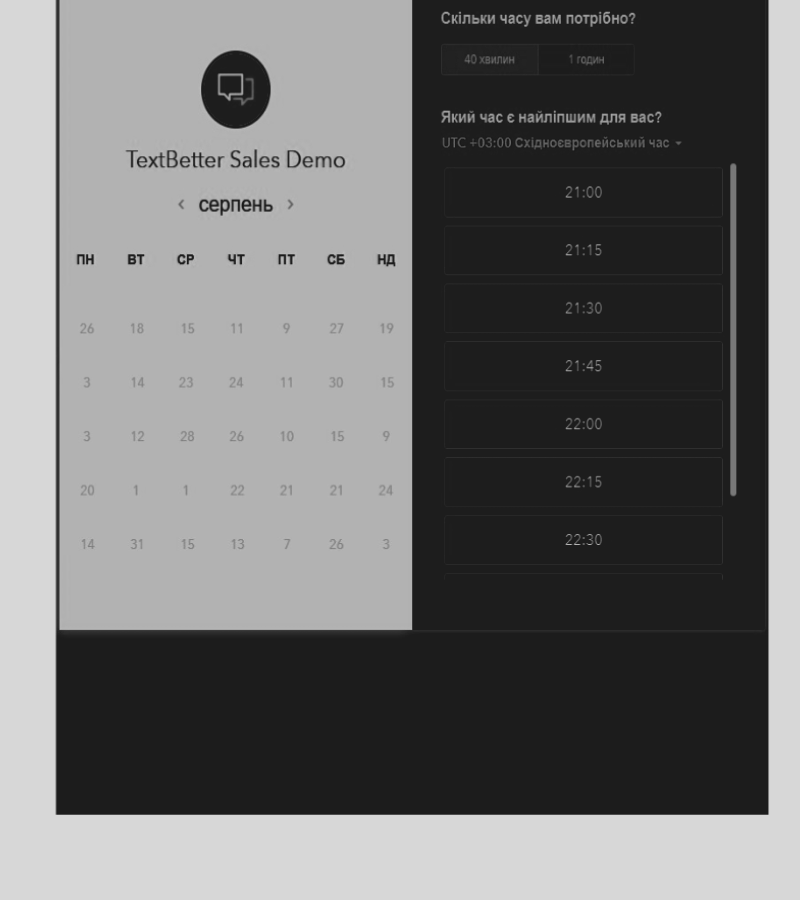 TextBetter Sales Demo
серпень
ПН ВТ СР ЧТ ПТ СБ НД
26 18 15 11 9 27 19
3 14 23 24 11 30 15
3 12 28 26 10 15 9
20 1 1 22 21 21 24
14 31 15 13 7 26 3
Скільки часу вам потрібно?
40 хвилин 1 годин
Який час є найліпшим для вас?
UTC +03:00 Східноєвропейський час
21:00
21:15
21:30
21:45
22:00
22:15
22:30